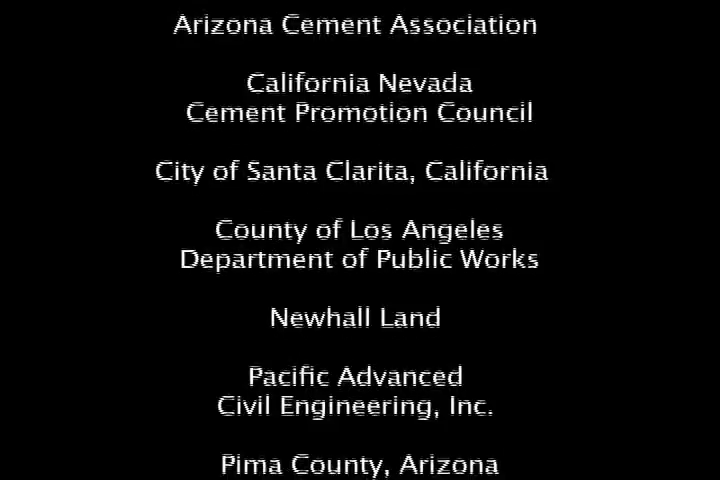 Arizona Cement Association
California Nevada
Cement Promotion Council
City of Santa Clarita, California
County of Los Angeles
Department of Public Works
Newhall Land
Pacific Advanced
Civil Engineering, Inc.
Pima County, Arizona